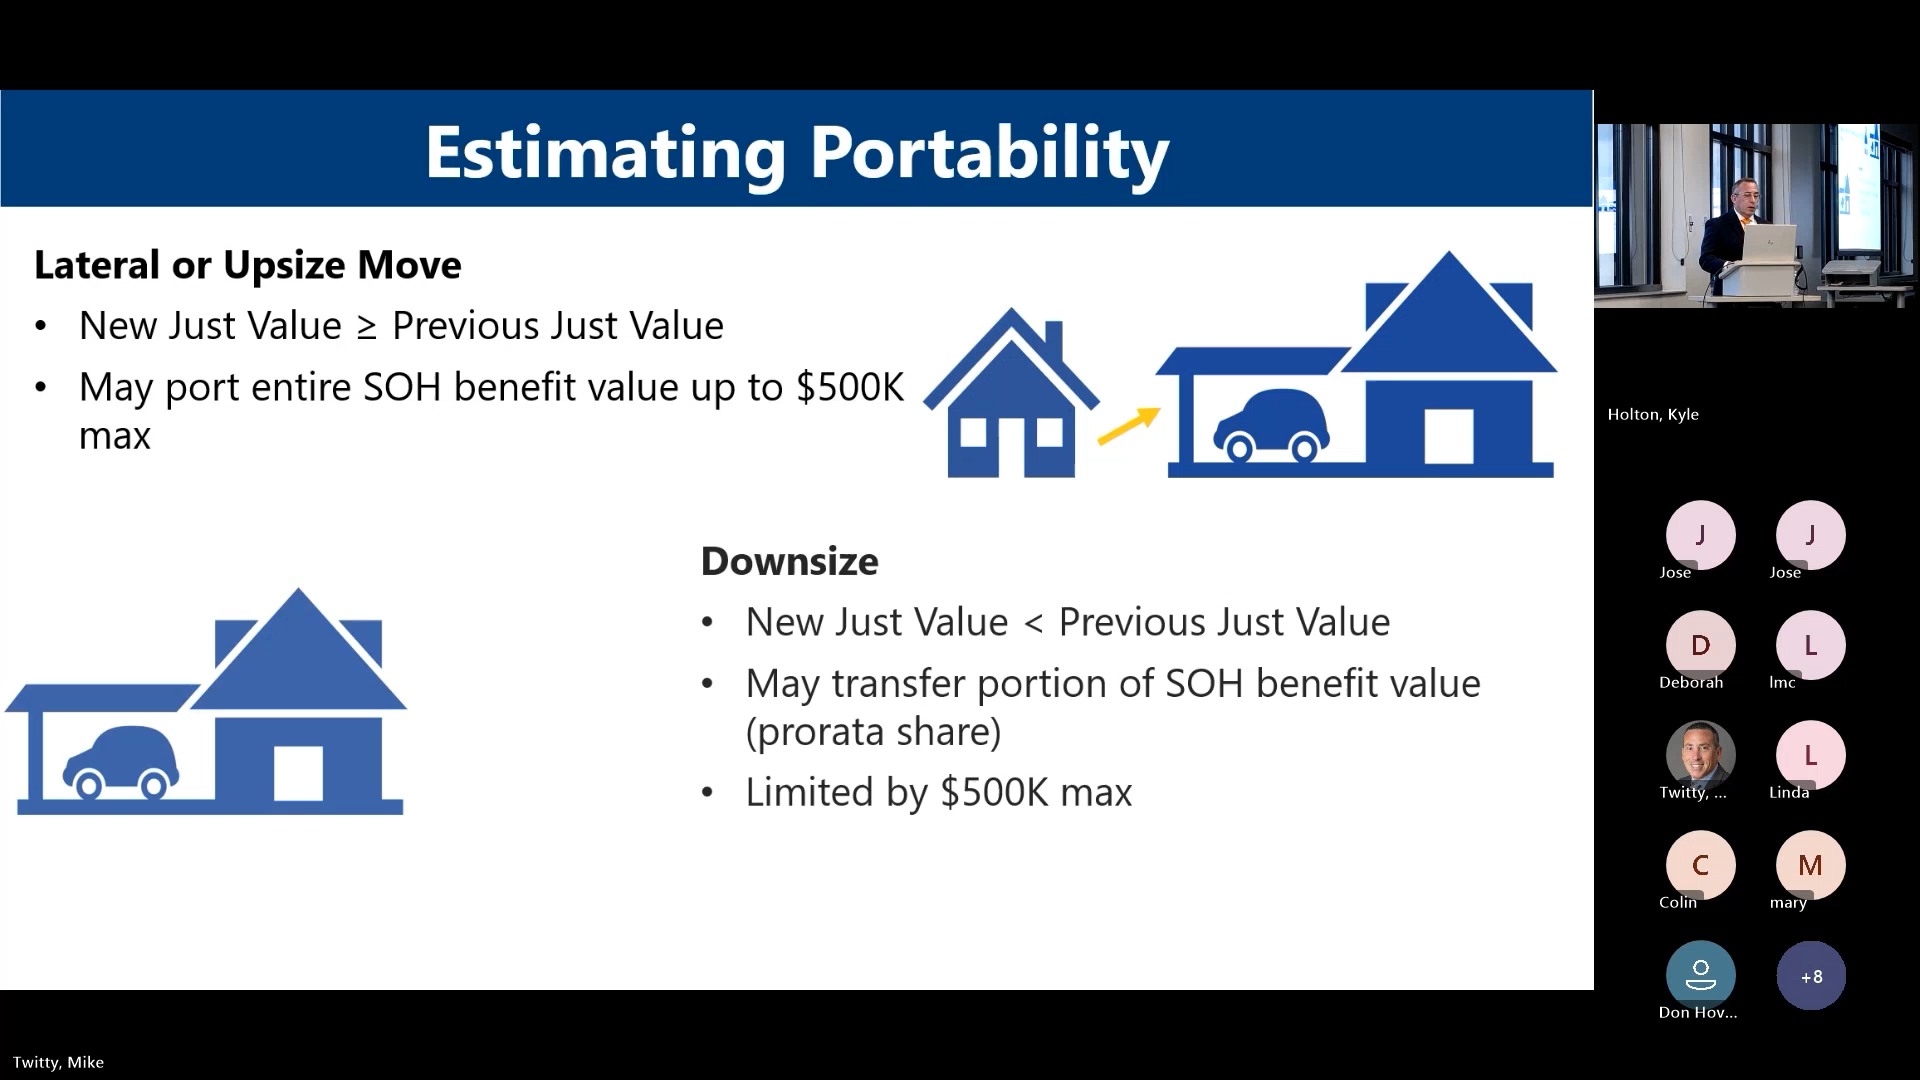 Estimating Portability
Lateral or Upsize Move
• New Just Value ≥ Previous Just Value
• May port entire SOH benefit value up to $500K
max
Downsize
• New Just Value < Previous Just Value
• May transfer portion of SOH benefit value
(prorata share)
• Limited by $500K max
Holton, Kyle
J
Jose
J
Jose
D
Deborah
L
lmc
Twitty, ...
L
Linda
C
Colin
M
mary
Don Hov...
+8
Twitty, Mike